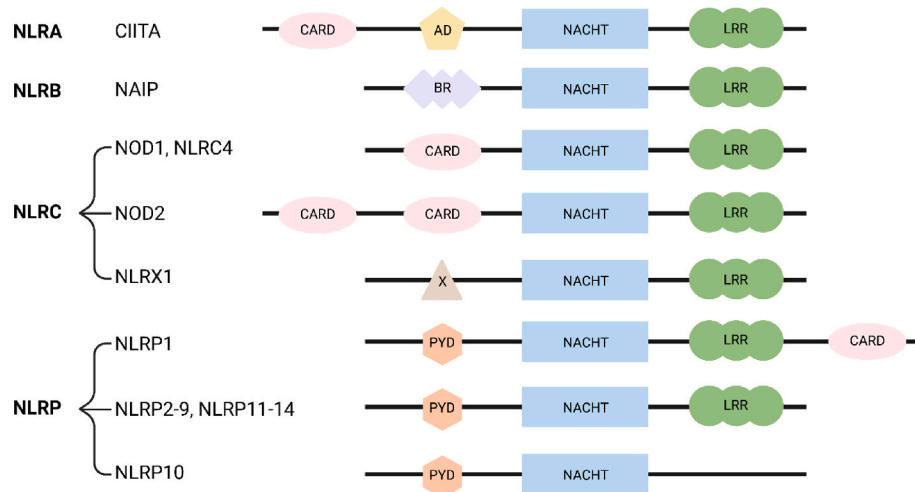 NLRA CIITA CARD AD NACHT LRR
NLRB NAIP BR NACHT LRR
NOD1, NLRC4 CARD NACHT LRR
NLRC NOD2 CARD CARD NACHT LRR
NLRX1 X NACHT LRR
NLRP1 PYD NACHT LRR CARD
NLRP NLRP2-9, NLRP11-14 PYD NACHT LRR
NLRP10 PYD NACHT